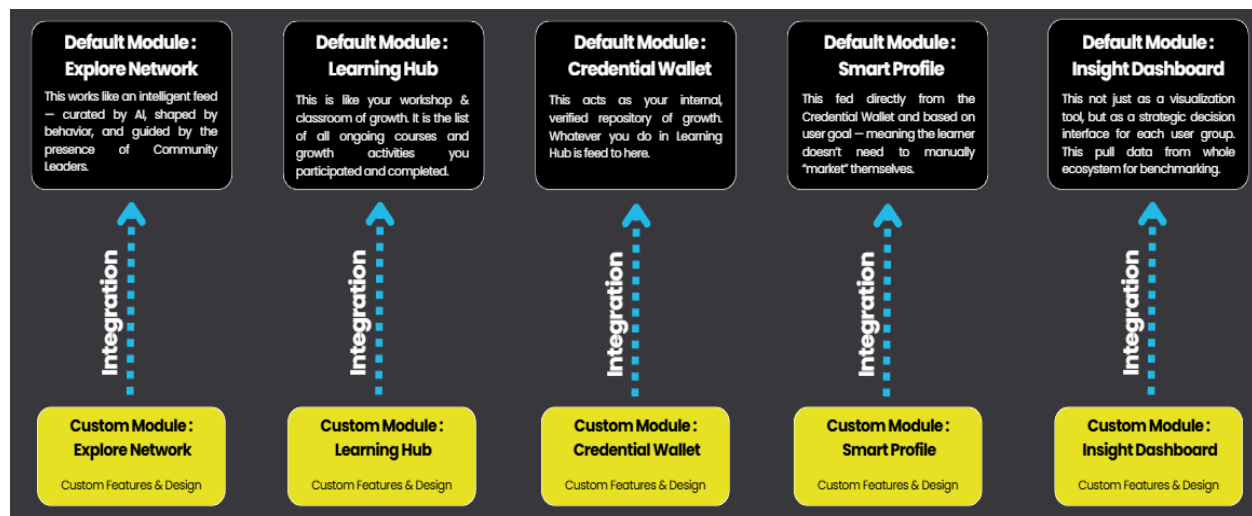 Default Module :
Explore Network
This works like an intelligent feed
— curated by AI, shaped by
behavior, and guided by the
presence of Community
Leaders.
Default Module :
Learning Hub
This is like your workshop &
classroom of growth. It is the list
of all ongoing courses and
growth activities you
participated and completed.
Default Module :
Credential Wallet
This acts as your internal,
verified repository of growth.
Whatever you do in Learning
Hub is feed to here.
Default Module :
Smart Profile
This fed directly from the
Credential Wallet and based on
user goal — meaning the learner
doesn't need to manually
"market" themselves.
Default Module :
Insight Dashboard
This not just as a visualization
tool, but as a strategic decision
interface for each user group.
This pull data from whole
ecosystem for benchmarking.
Integration
Integration
Integration
Integration
Integration
Custom Module :
Explore Network
Custom Features & Design
Custom Module :
Learning Hub
Custom Features & Design
Custom Module :
Credential Wallet
Custom Features & Design
Custom Module :
Smart Profile
Custom Features & Design
Custom Module :
Insight Dashboard
Custom Features & Design